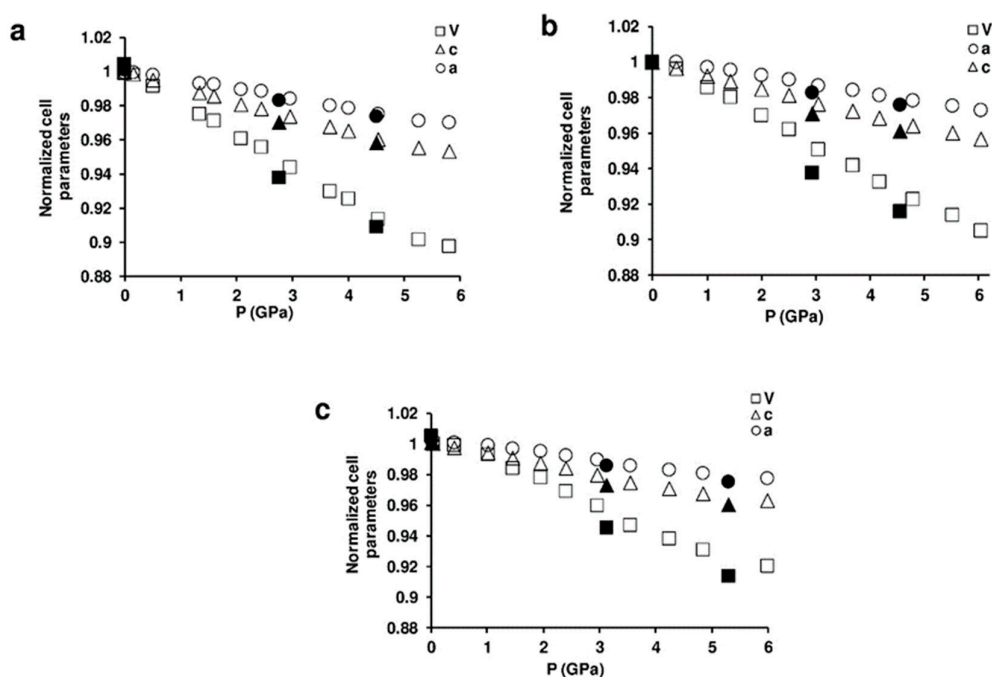 a
V
c
a
1.02
1
0.98
0.96
0.94
0.92
0.9
0.88
Normalized cell
parameters
0 1 2 3 4 5 6
P (GPa)
b
V
a
c
1.02
1
0.98
0.96
0.94
0.92
0.9
0.88
Normalized cell
parameters
0 1 2 3 4 5 6
P (GPa)
c
V
c
a
1.02
1
0.98
0.96
0.94
0.92
0.9
0.88
Normalized cell
parameters
0 1 2 3 4 5 6
P (GPa)